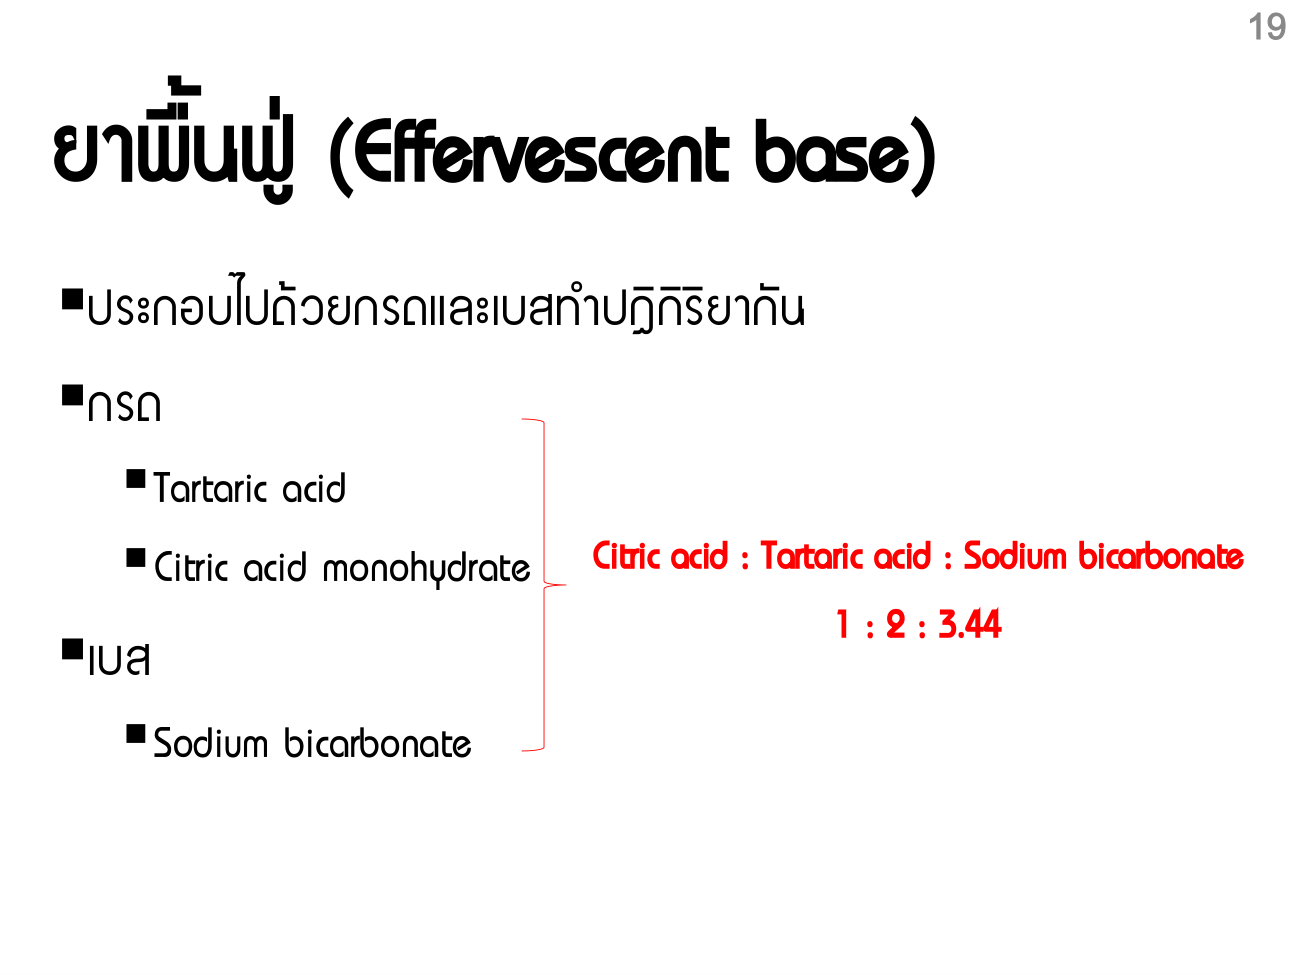 19
ยาพื้นฟู่ (Effervescent base)
▪ประกอบไปด้วยกรดและเบสทำปฏิกิริยากัน
▪กรด
▪Tartaric acid
▪Citric acid monohydrate
Citric acid : Tartaric acid : Sodium bicarbonate
1 : 2 : 3.44
▪เบส
▪Sodium bicarbonate